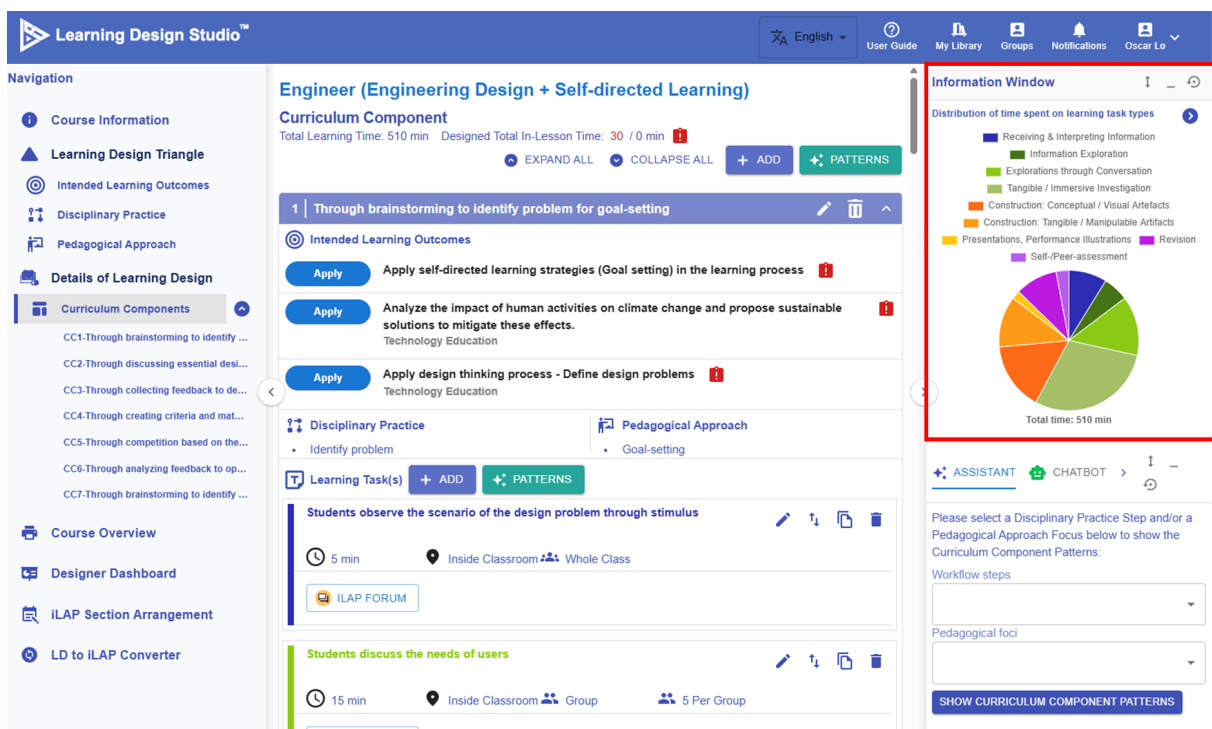 Learning Design Studio™
English
User Guide
My Library
Groups
Notifications
Oscar Lo
Navigation
Course Information
Learning Design Triangle
Intended Learning Outcomes
Disciplinary Practice
Pedagogical Approach
Details of Learning Design
Curriculum Components
CC1-Through brainstorming to identify ...
CC2-Through discussing essential desi...
CC3-Through collecting feedback to de...
CC4-Through creating criteria and mat...
CC5-Through competition based on the...
CC6-Through analyzing feedback to op...
CC7-Through brainstorming to identify ...
Course Overview
Designer Dashboard
iLAP Section Arrangement
LD to iLAP Converter
Engineer (Engineering Design + Self-directed Learning)
Curriculum Component
Total Learning Time: 510 min Designed Total In-Lesson Time: 30 / 0 min
EXPAND ALL
COLLAPSE ALL
+ ADD
PATTERNS
1 | Through brainstorming to identify problem for goal-setting
Intended Learning Outcomes
Apply
Apply self-directed learning strategies (Goal setting) in the learning process
Apply
Analyze the impact of human activities on climate change and propose sustainable
solutions to mitigate these effects.
Technology Education
Apply
Apply design thinking process - Define design problems
Technology Education
Disciplinary Practice
• Identify problem
Pedagogical Approach
• Goal-setting
Learning Task(s)
+ ADD
PATTERNS
Students observe the scenario of the design problem through stimulus
5 min
Inside Classroom
Whole Class
ILAP FORUM
Students discuss the needs of users
15 min
Inside Classroom
Group
5 Per Group
Information Window
Distribution of time spent on learning task types
Receiving & Interpreting Information
Information Exploration
Explorations through Conversation
Tangible / Immersive Investigation
Construction: Conceptual / Visual Artefacts
Construction: Tangible / Manipulable Artifacts
Presentations, Performance Illustrations
Revision
Self-/Peer-assessment
Total time: 510 min
ASSISTANT
CHATBOT
Please select a Disciplinary Practice Step and/or a
Pedagogical Approach Focus below to show the
Curriculum Component Patterns:
Workflow steps
Pedagogical foci
SHOW CURRICULUM COMPONENT PATTERNS